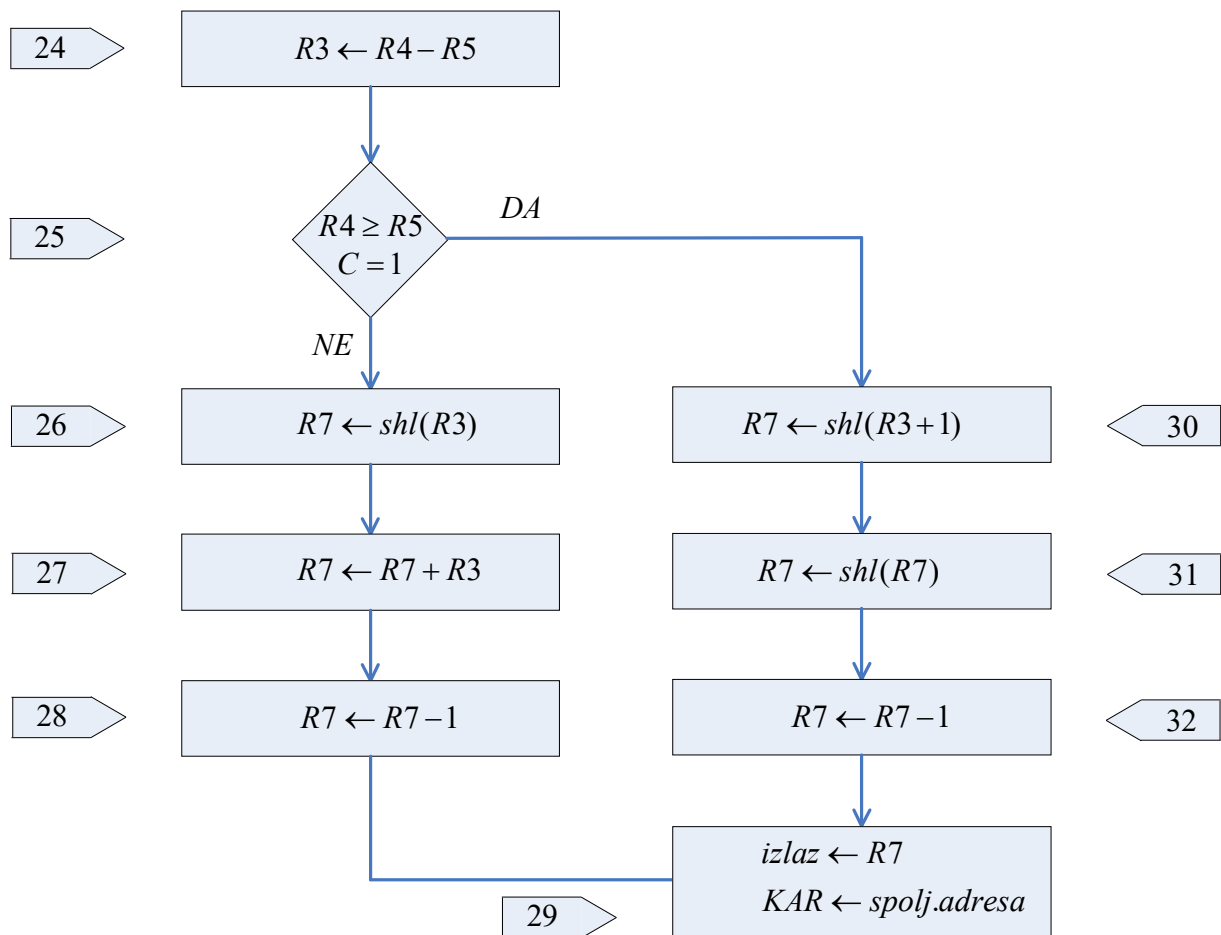 24
R3 ← R4 − R5
25
R4 ≥ R5
C = 1
DA
NE
26
R7 ← shl(R3)
R7 ← shl(R3+1)
30
27
R7 ← R7 + R3
R7 ← shl(R7)
31
28
R7 ← R7 − 1
R7 ← R7 − 1
32
izlaz ← R7
KAR ← spolj.adresa
29